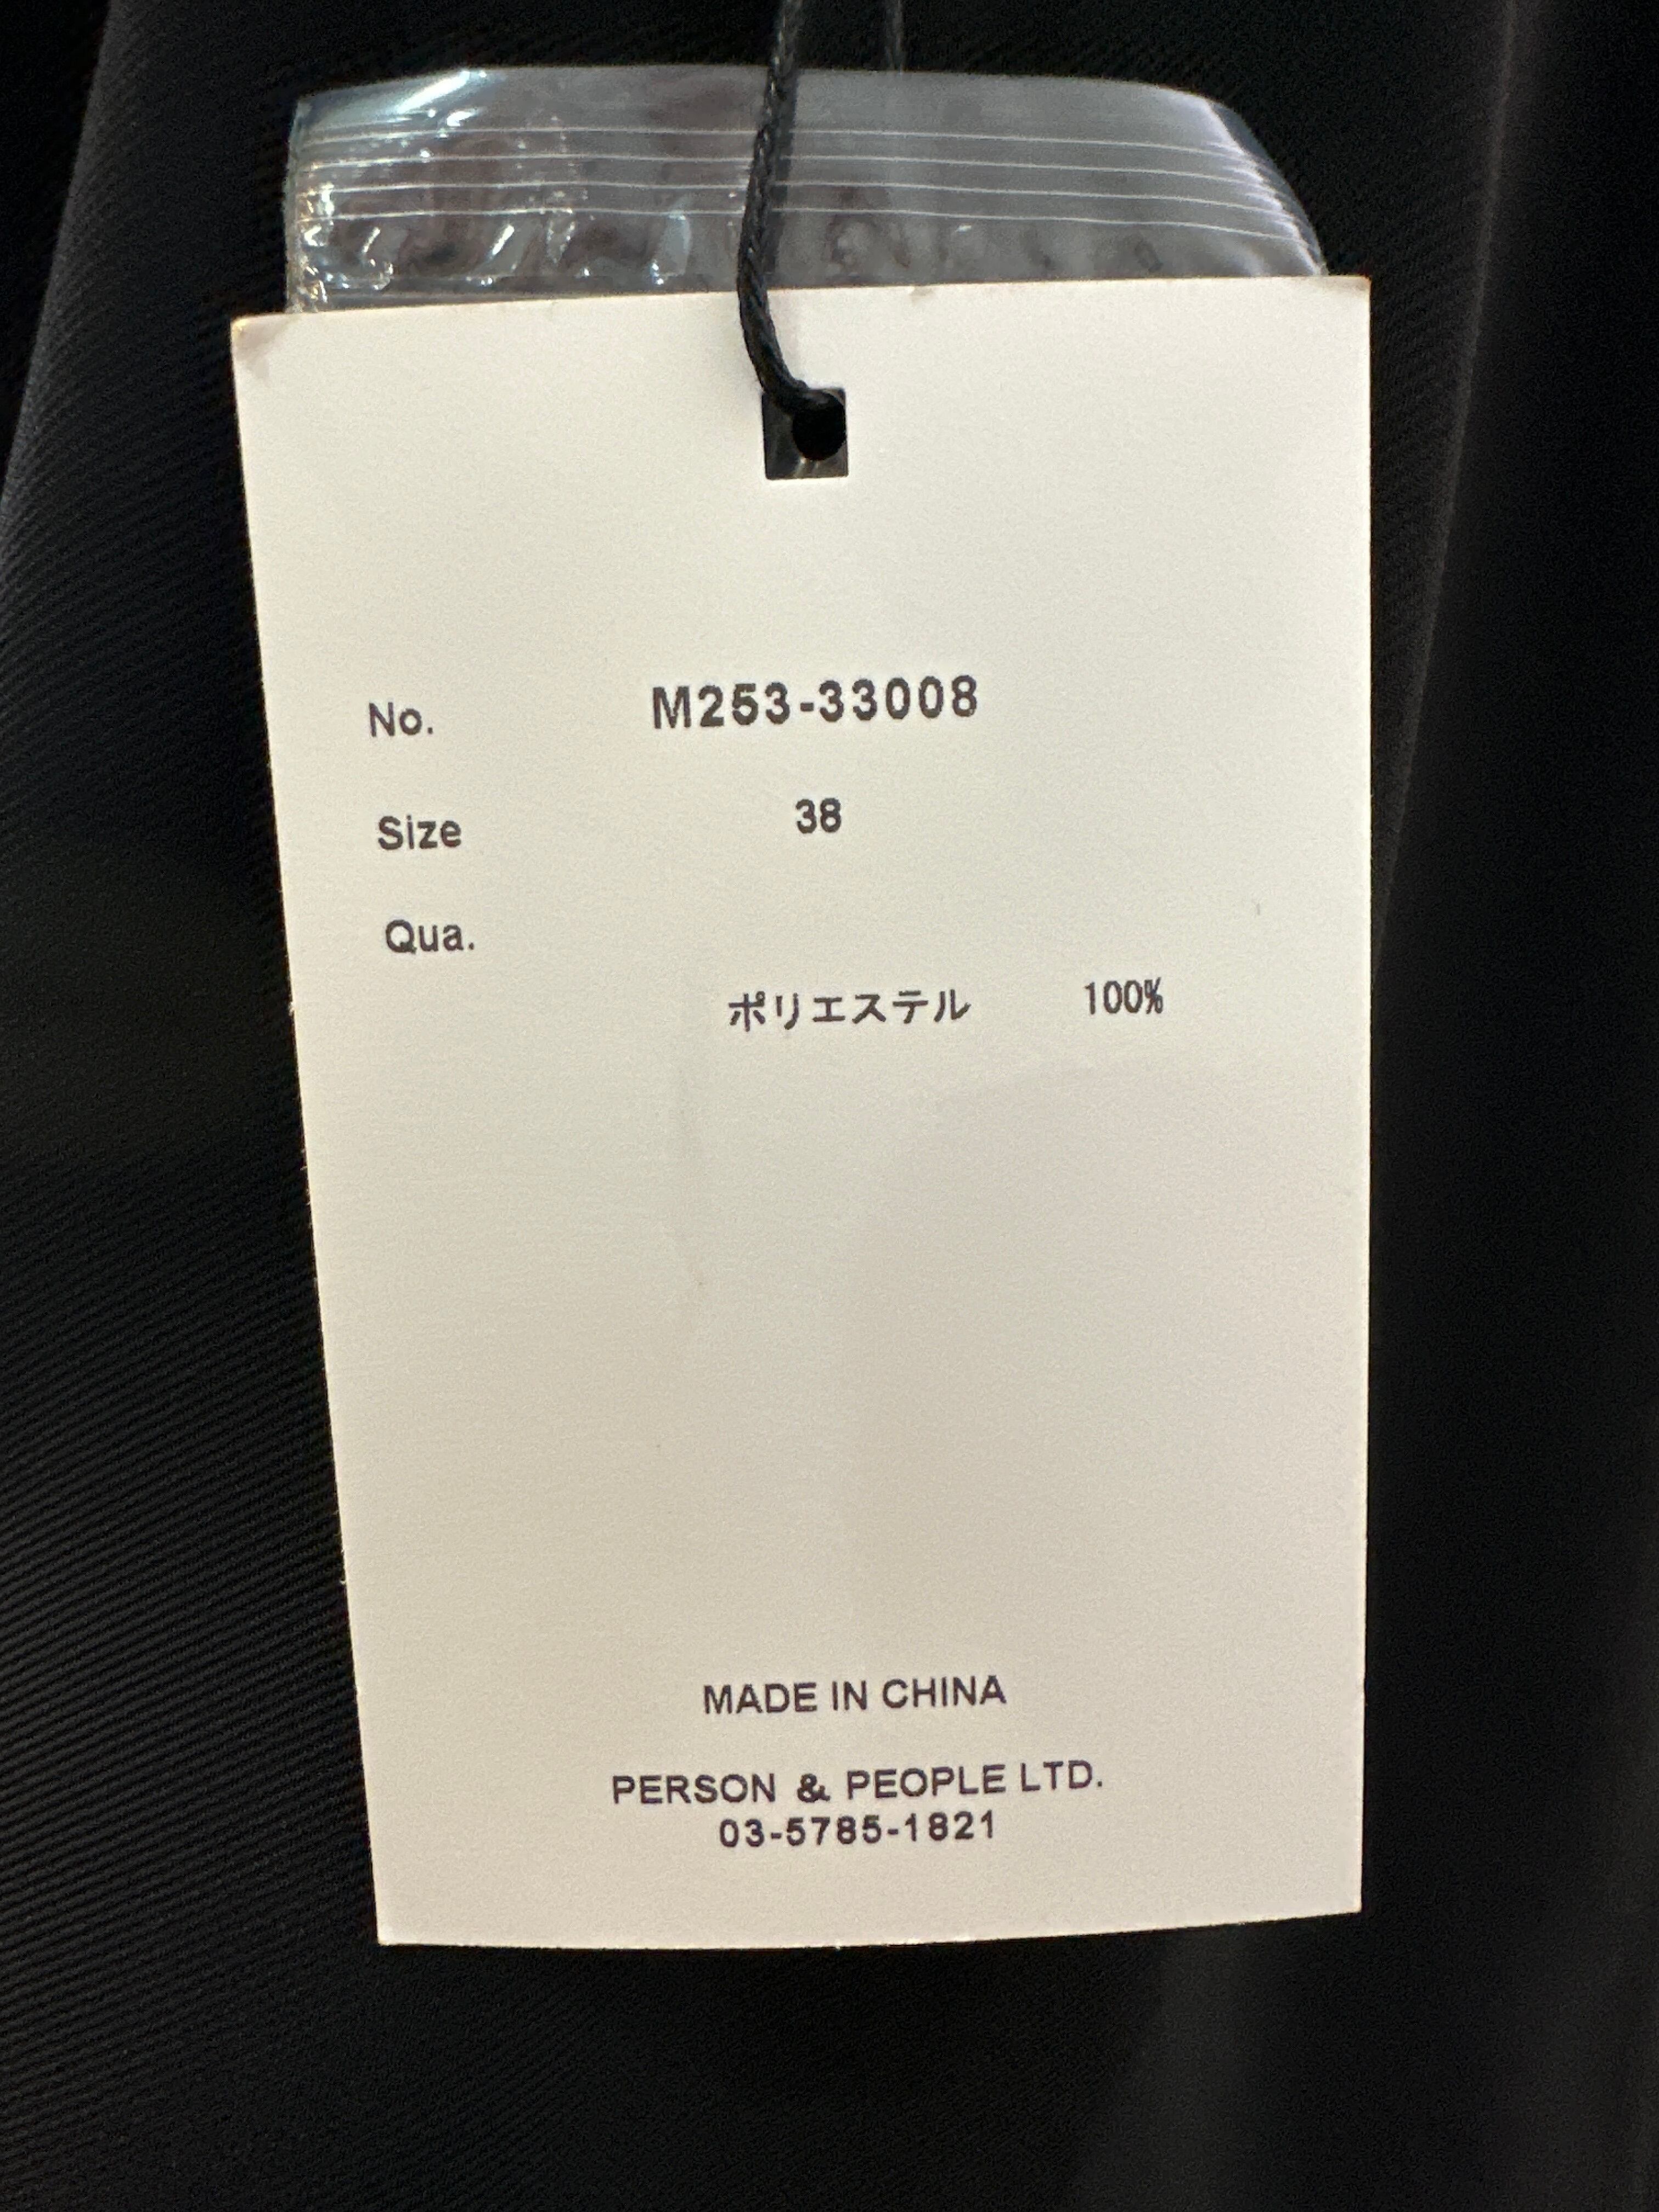 No. M253-33008
Size 38
Qua.
ポリエステル 100%
MADE IN CHINA
PERSON & PEOPLE LTD.
03-5785-1821